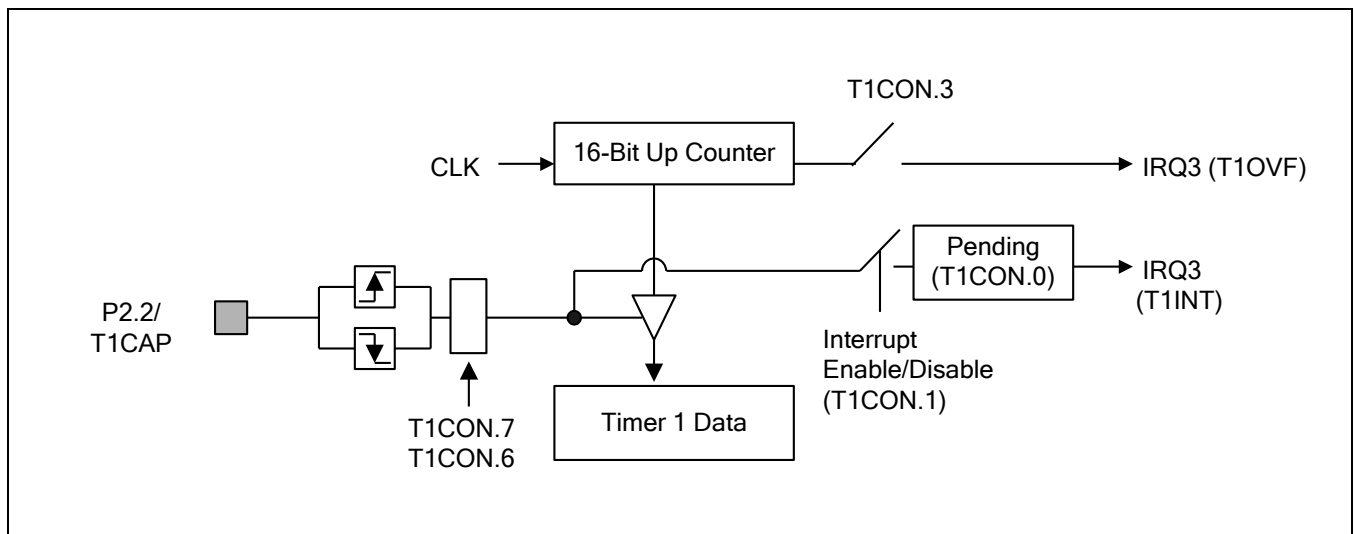 T1CON.3
CLK
16-Bit Up Counter
IRQ3 (T1OVF)
Pending
(T1CON.0)
IRQ3
(T1INT)
P2.2/
T1CAP
Interrupt
Enable/Disable
(T1CON.1)
T1CON.7
T1CON.6
Timer 1 Data